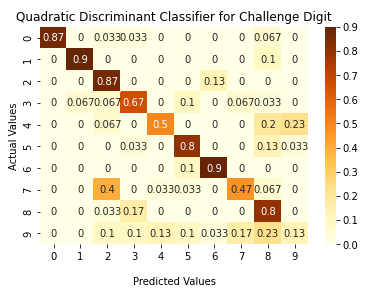 Quadratic Discriminant Classifier for Challenge Digit
0 0.87 0 0.033 0.033 0 0 0 0 0.067 0
1 0 0.9 0 0 0 0 0 0 0.1 0
2 0 0 0.87 0 0 0 0.13 0 0 0
3 0 0.067 0.067 0.67 0 0.1 0 0.067 0.033 0
4 0 0 0.067 0 0.5 0 0 0 0.2 0.23
5 0 0 0 0.033 0 0.8 0 0 0.13 0.033
6 0 0 0 0 0 0.1 0.9 0 0 0
7 0 0 0.4 0 0.033 0.033 0 0.47 0.067 0
8 0 0 0.033 0.17 0 0 0 0 0.8 0
9 0 0 0.1 0.1 0.13 0.1 0.033 0.17 0.23 0.13
0 1 2 3 4 5 6 7 8 9
Predicted Values
Actual Values
0.9
0.8
0.7
0.6
0.5
0.4
0.3
0.2
0.1
0.0